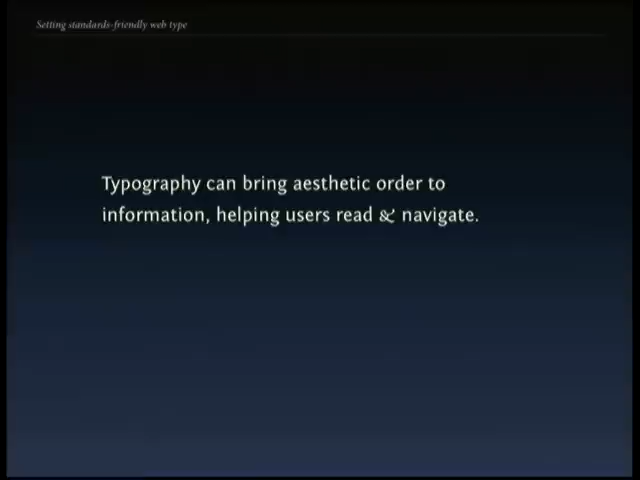 Setting standards-friendly web type
Typography can bring aesthetic order to
information, helping users read & navigate.